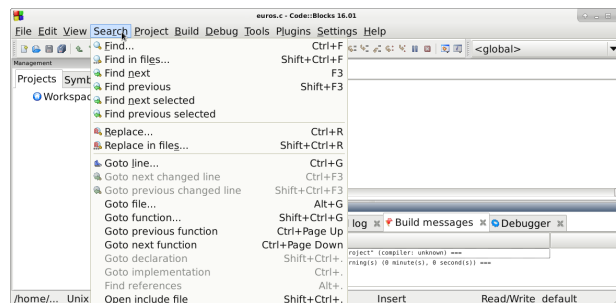 euros.c - Code::Blocks 16.01
File Edit View Search Project Build Debug Tools Plugins Settings Help
<global>
Management
Projects Symb
Workspac
Find... Ctrl+F
Find in files... Shift+Ctrl+F
Find next F3
Find previous Shift+F3
Find next selected
Find previous selected
Replace... Ctrl+R
Replace in files... Shift+Ctrl+R
Goto line... Ctrl+G
Goto next changed line Ctrl+F3
Goto previous changed line Shift+Ctrl+F3
Goto file... Alt+G
Goto function... Shift+Ctrl+G
Goto previous function Ctrl+Page Up
Goto next function Ctrl+Page Down
Goto declaration Shift+Ctrl+.
Goto implementation Ctrl+.
Find references Alt+.
Open include file Shift+Ctrl+.
log Build messages Debugger
roject" (compiler: unknown) ===
rning(s) (0 minute(s), 0 second(s)) ===
/home/... Unix Insert Read/Write default